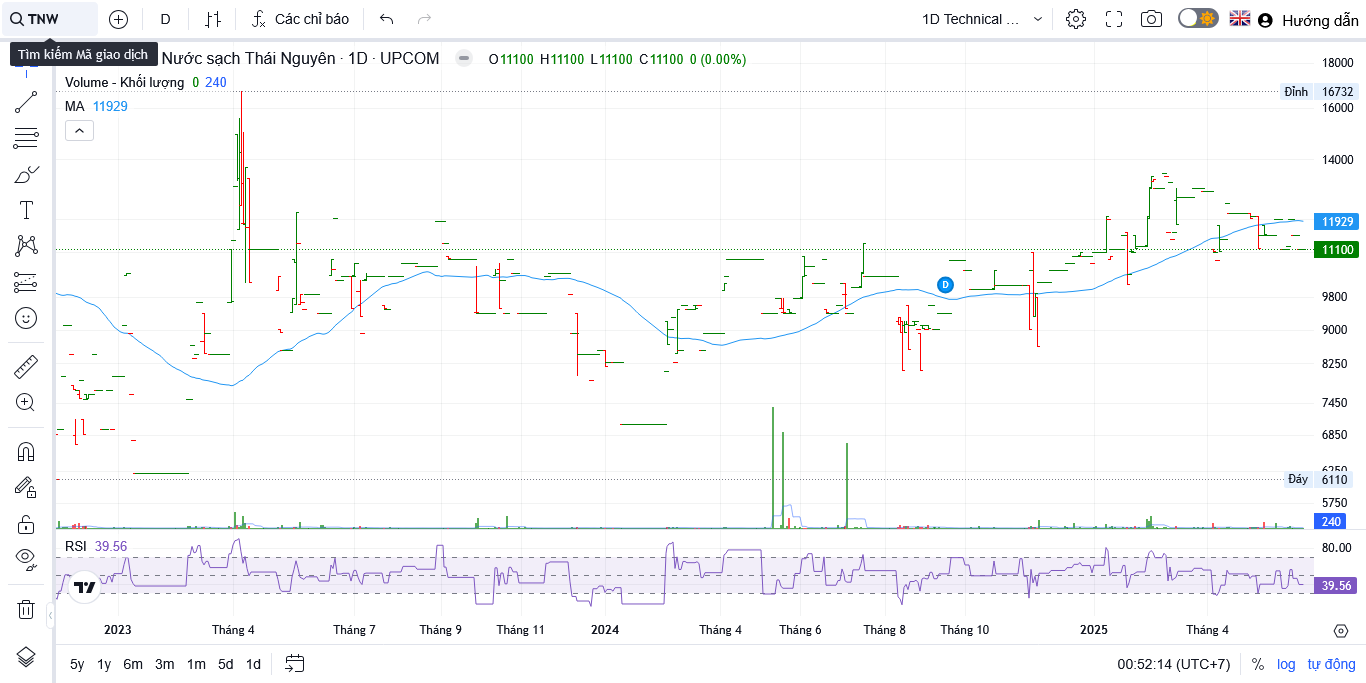 TNW D Các chỉ báo 1D Technical ... Hướng dẫn
Tìm kiếm Mã giao dịch
Nước sạch Thái Nguyên · 1D · UPCOM O11100 H11100 L11100 C11100 0 (0.00%)
18000
Volume - Khối lượng 0 240
Đỉnh 16732
MA 11929
16000
14000
11929
11100
D
9800
9000
8250
7450
6850
6250
Đáy 6110
5750
240
RSI 39.56
80.00
39.56
2023 Tháng 4 Tháng 7 Tháng 9 Tháng 11 2024 Tháng 4 Tháng 6 Tháng 8 Tháng 10 2025 Tháng 4
5y 1y 6m 3m 1m 5d 1d 00:52:14 (UTC+7) % log tự động